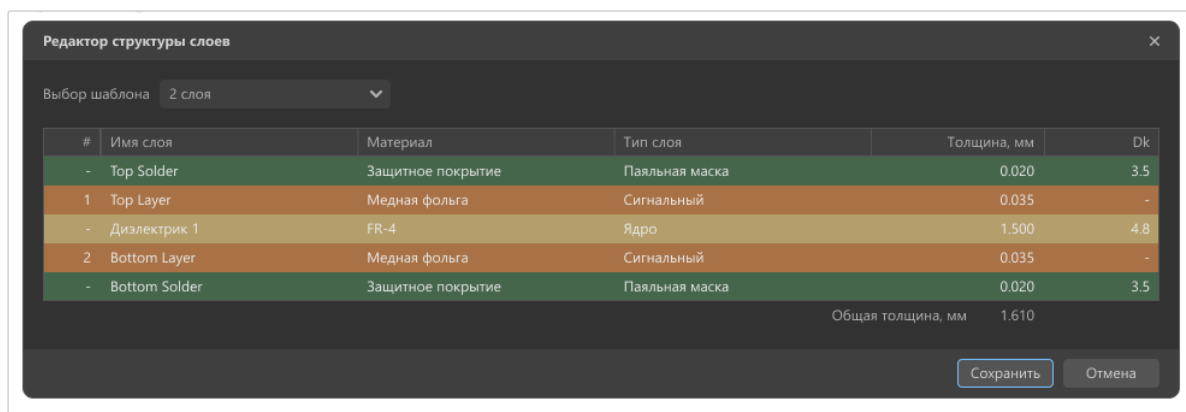 Редактор структуры слоев ×
Выбор шаблона 2 слоя
# Имя слоя Материал Тип слоя Толщина, мм Dk
- Top Solder Защитное покрытие Паяльная маска 0.020 3.5
1 Top Layer Медная фольга Сигнальный 0.035 -
- Диэлектрик 1 FR-4 Ядро 1.500 4.8
2 Bottom Layer Медная фольга Сигнальный 0.035 -
- Bottom Solder Защитное покрытие Паяльная маска 0.020 3.5
Общая толщина, мм 1.610
Сохранить Отмена